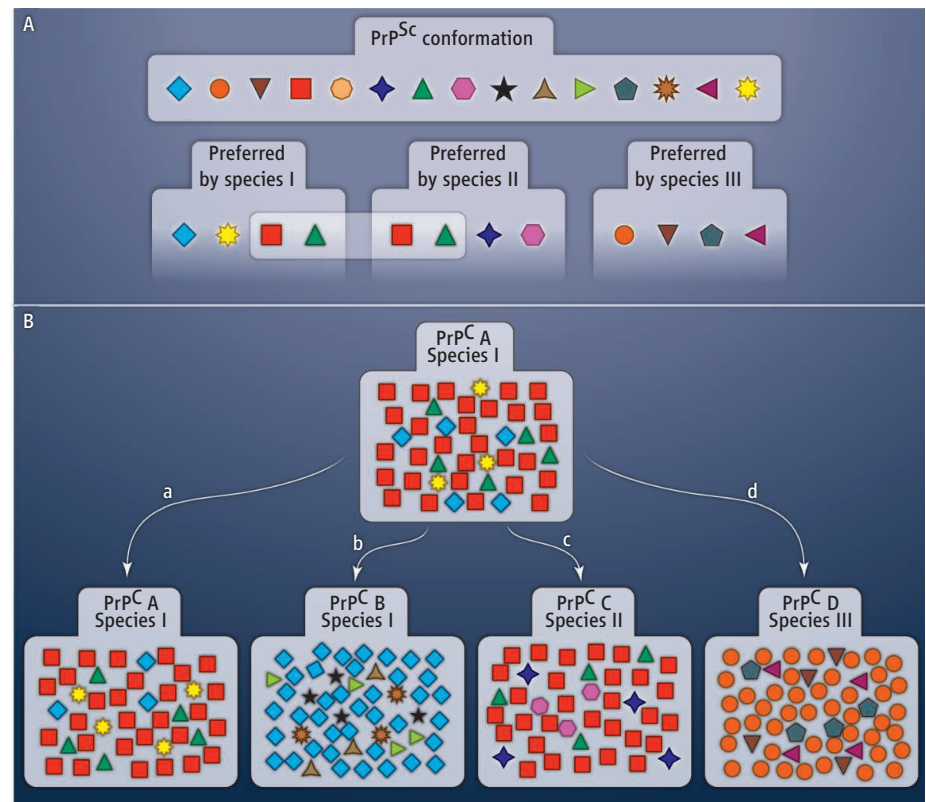 A
PrPSc conformation
Preferred
by species I
Preferred
by species II
Preferred
by species III
B
PrPC A
Species I
a
b
c
d
PrPC A
Species I
PrPC B
Species I
PrPC C
Species II
PrPC D
Species III